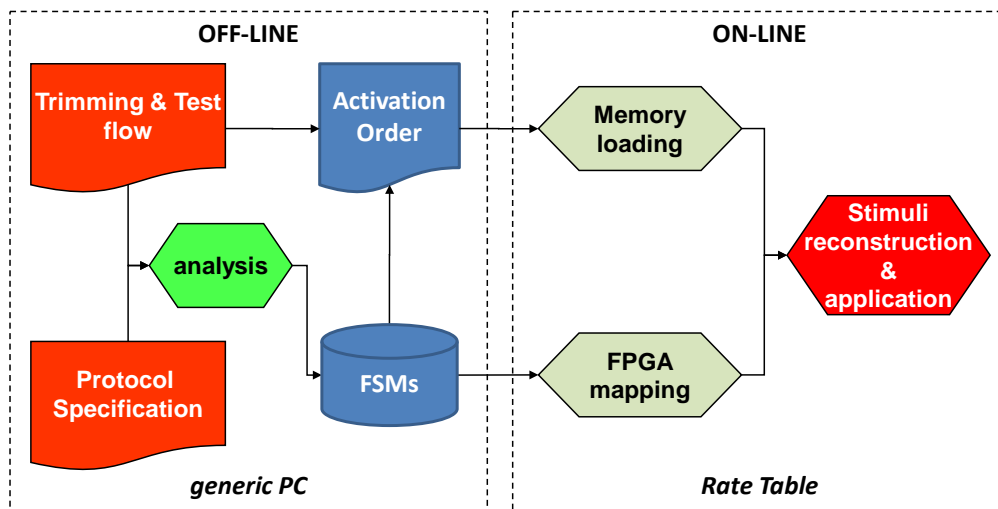 OFF-LINE
ON-LINE
Trimming & Test
flow
Activation
Order
Memory
loading
Stimuli
reconstruction
&
application
analysis
Protocol
Specification
FSMs
FPGA
mapping
generic PC
Rate Table